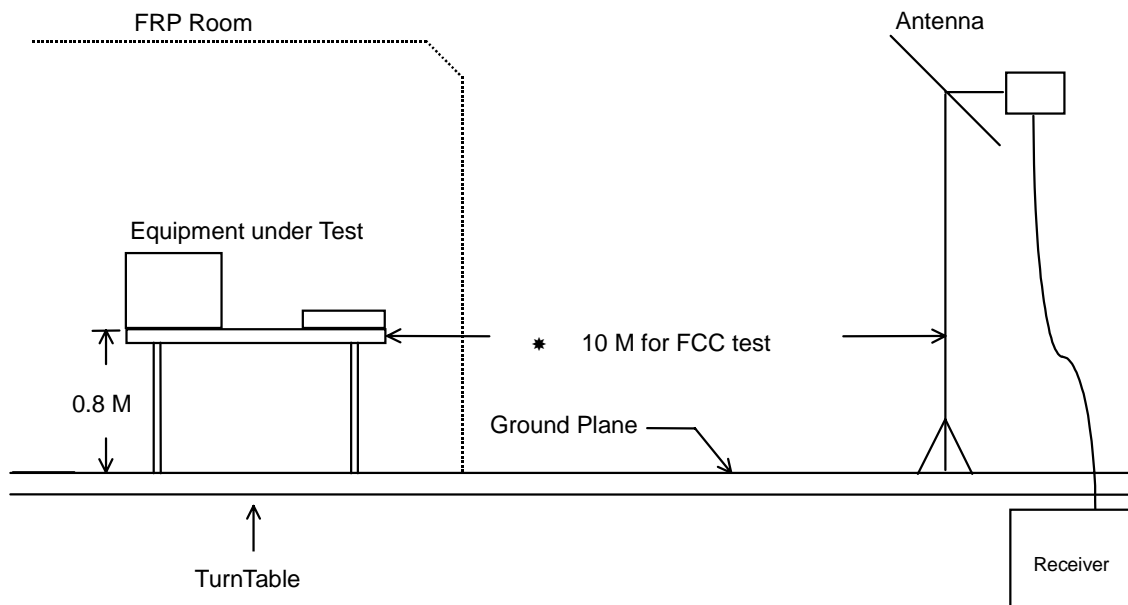 FRP Room
Antenna
Equipment under Test
10 M for FCC test
0.8 M
Ground Plane
TurnTable
Receiver